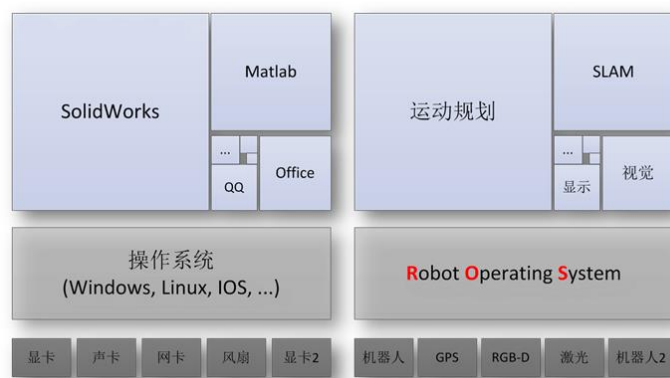 SolidWorks
Matlab
...
QQ
Office
操作系统
(Windows, Linux, IOS, ...)
显卡
声卡
网卡
风扇
显卡2
运动规划
SLAM
...
显示
视觉
Robot Operating System
机器人
GPS
RGB-D
激光
机器人2